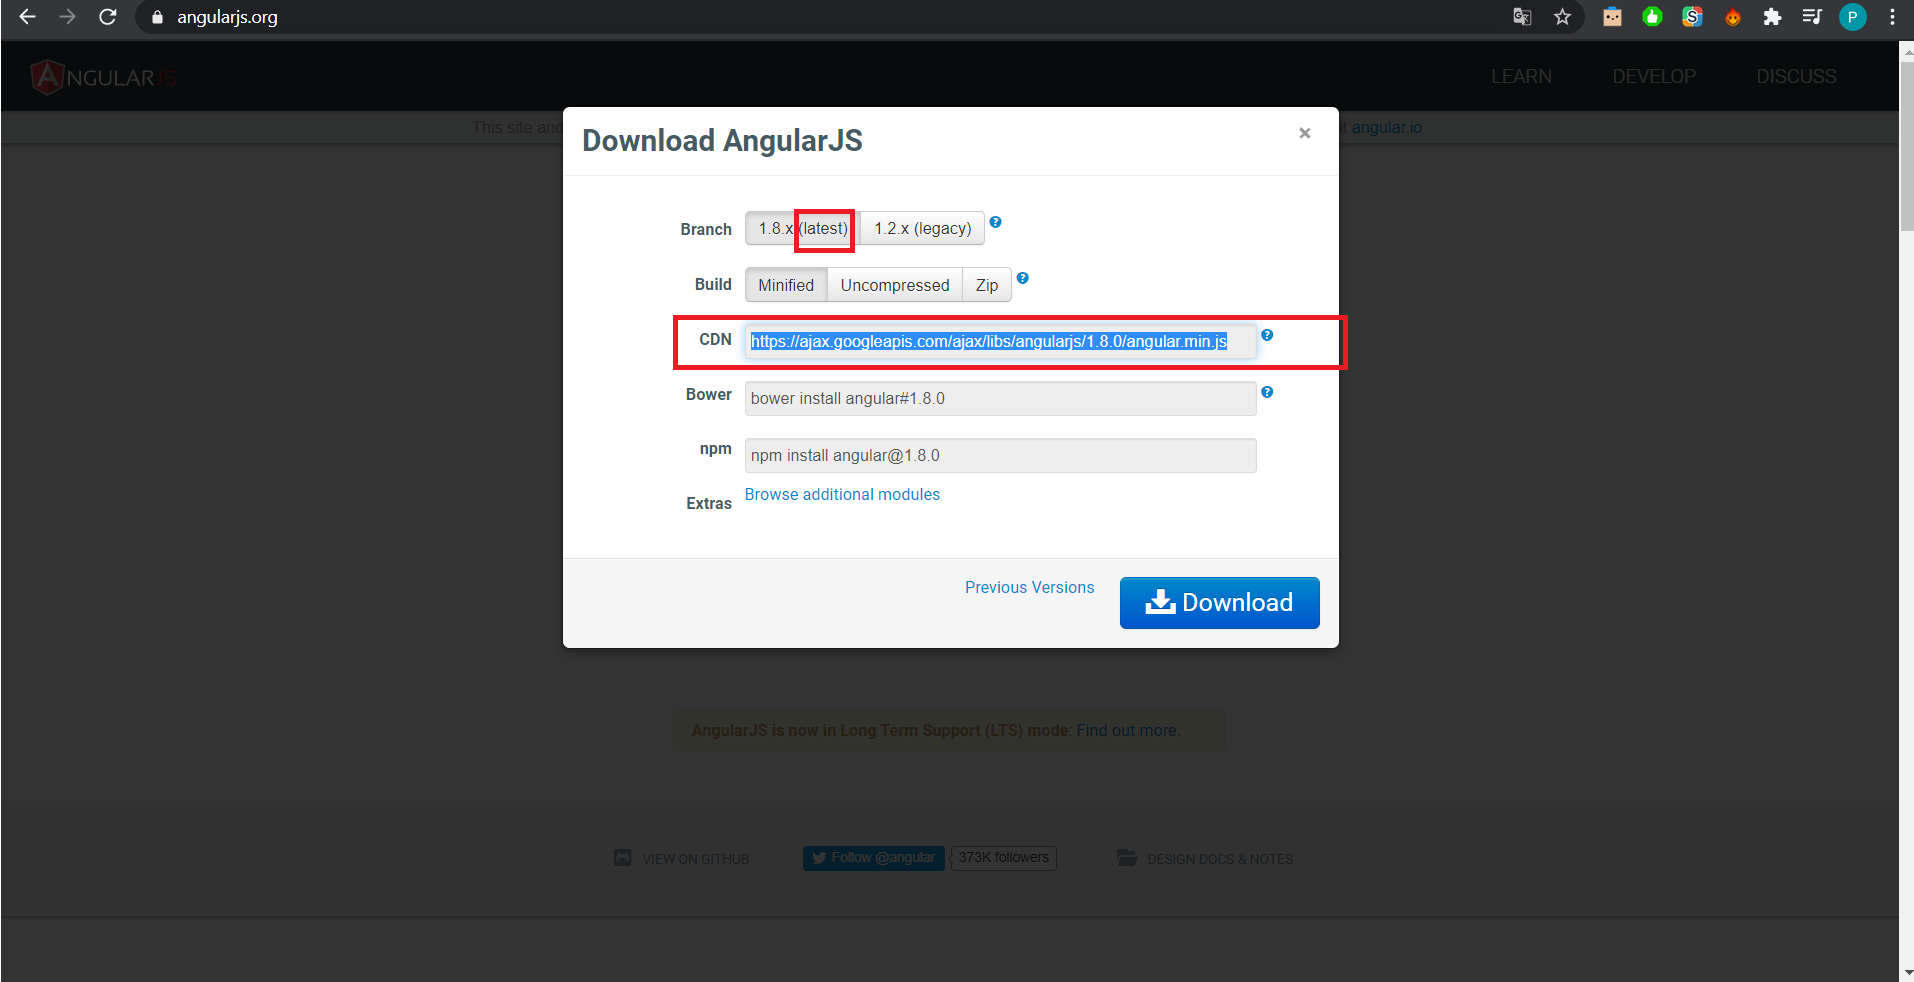 angularjs.org
P
ANGULARJS
LEARN DEVELOP DISCUSS
This site and
angular.io.
Download AngularJS
×
Branch 1.8.x (latest) 1.2.x (legacy) ?
Build Minified Uncompressed Zip ?
CDN https://ajax.googleapis.com/ajax/libs/angularjs/1.8.0/angular.min.js ?
Bower bower install angular#1.8.0 ?
npm npm install angular@1.8.0
Extras Browse additional modules
Previous Versions Download
AngularJS is now in Long Term Support (LTS) mode: Find out more.
VIEW ON GITHUB Follow @angular 373K followers DESIGN DOCS & NOTES